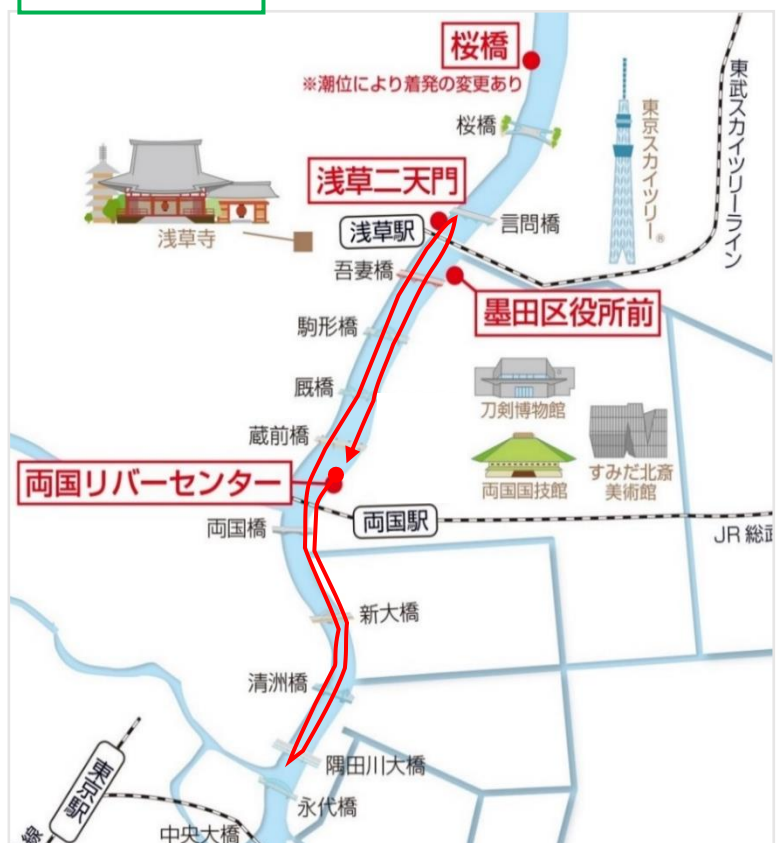 桜橋
※潮位により着発の変更あり
桜橋
東武スカイツリーライン
東京スカイツリー®
浅草二天門
浅草寺
浅草駅
言問橋
吾妻橋
墨田区役所前
駒形橋
厩橋
刀剣博物館
蔵前橋
両国国技館
すみだ北斎
美術館
両国リバーセンター
両国橋
両国駅
JR 総武
新大橋
清洲橋
隅田川大橋
東京駅
永代橋
中央大橋
線